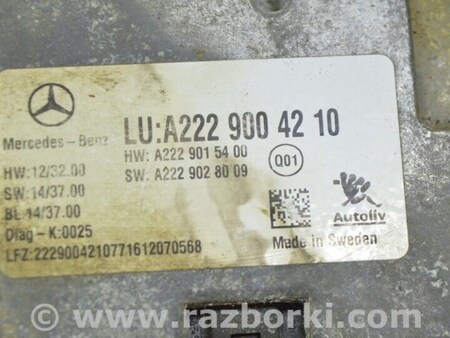 LU:A222 900 42 10
Mercedes-Benz
HW: A222 901 54 00
HW:12/32.00
SW: A222 902 80 09
Q01
SW:14/37.00
BL:14/37.00
Diag-K:0025
Autoliv
Made in Sweden
LFZ:2229004210771612070568
© www.razborki.com